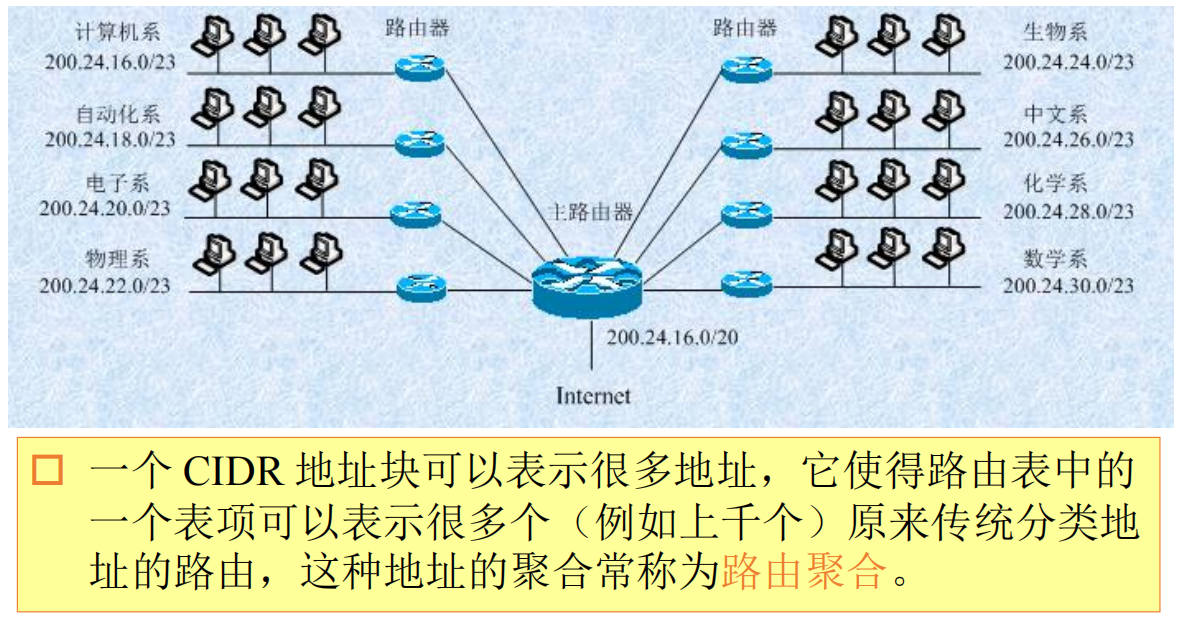 计算机系
200.24.16.0/23
路由器
路由器
生物系
200.24.24.0/23
自动化系
200.24.18.0/23
中文系
200.24.26.0/23
电子系
200.24.20.0/23
主路由器
化学系
200.24.28.0/23
物理系
200.24.22.0/23
数学系
200.24.30.0/23
200.24.16.0/20
Internet
一个 CIDR 地址块可以表示很多地址，它使得路由表中的
一个表项可以表示很多个（例如上千个）原来传统分类地
址的路由，这种地址的聚合常称为路由聚合。